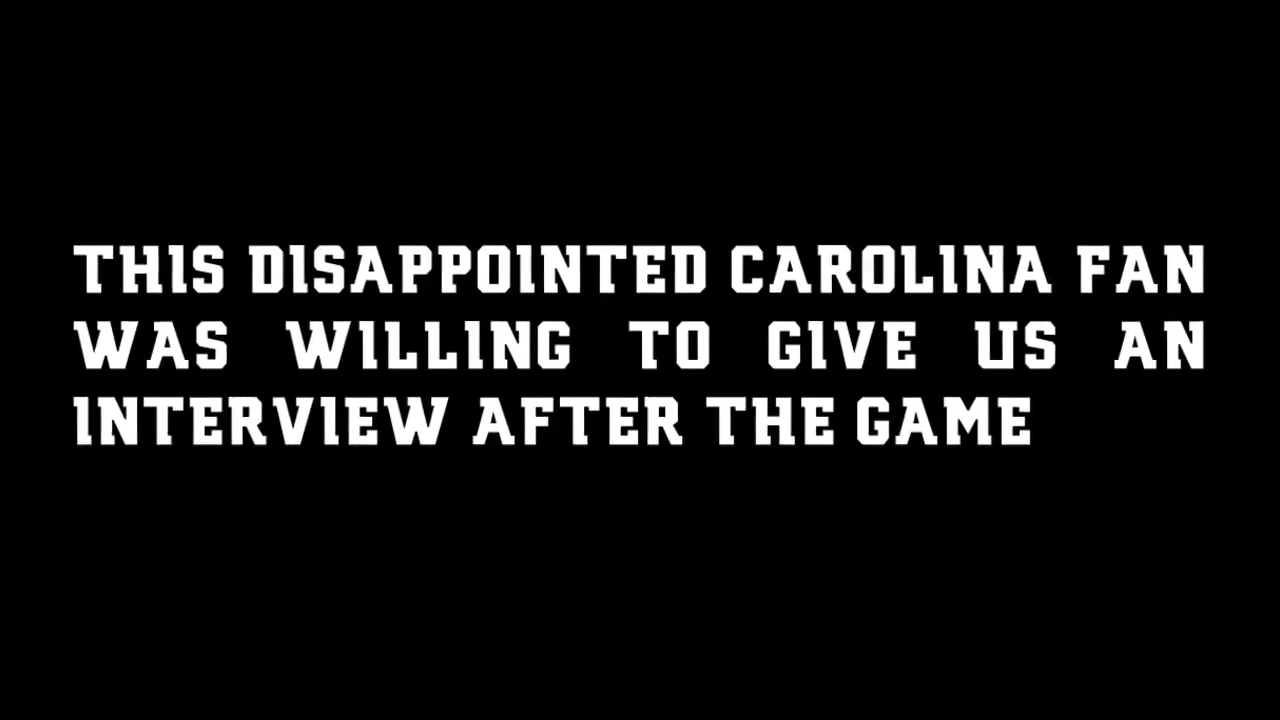 THIS DISAPPOINTED CAROLINA FAN
WAS WILLING TO GIVE US AN
INTERVIEW AFTER THE GAME